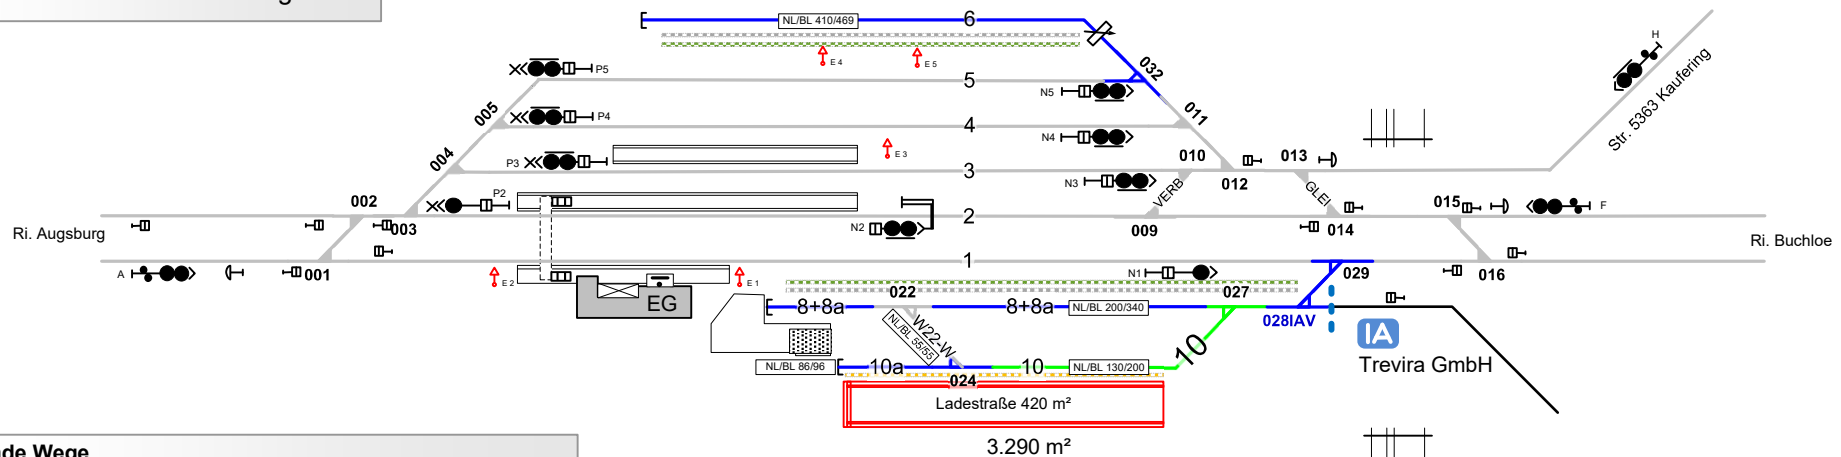 NL/BL 410/469
6
H
E 4
E 5
032
P5
5
N5
Str. 5363 Kaufering
005
011
P4
4
N4
E 3
004
010
013
P3
3
012
N3
VERB
GLEI
002
P2
015
F
2
N2
Ri. Augsburg
003
009
014
Ri. Buchloe
1
A
001
E 2
E 1
N1
029
016
EG
022
027
8+8a
8+8a
NL/BL 200/340
028IAV
IA
W22-W
NL/BL 55/55
10
Trevira GmbH
NL/BL 86/96
10a
10
NL/BL 130/200
024
Ladestraße 420 m²
3.290 m²
de Wege